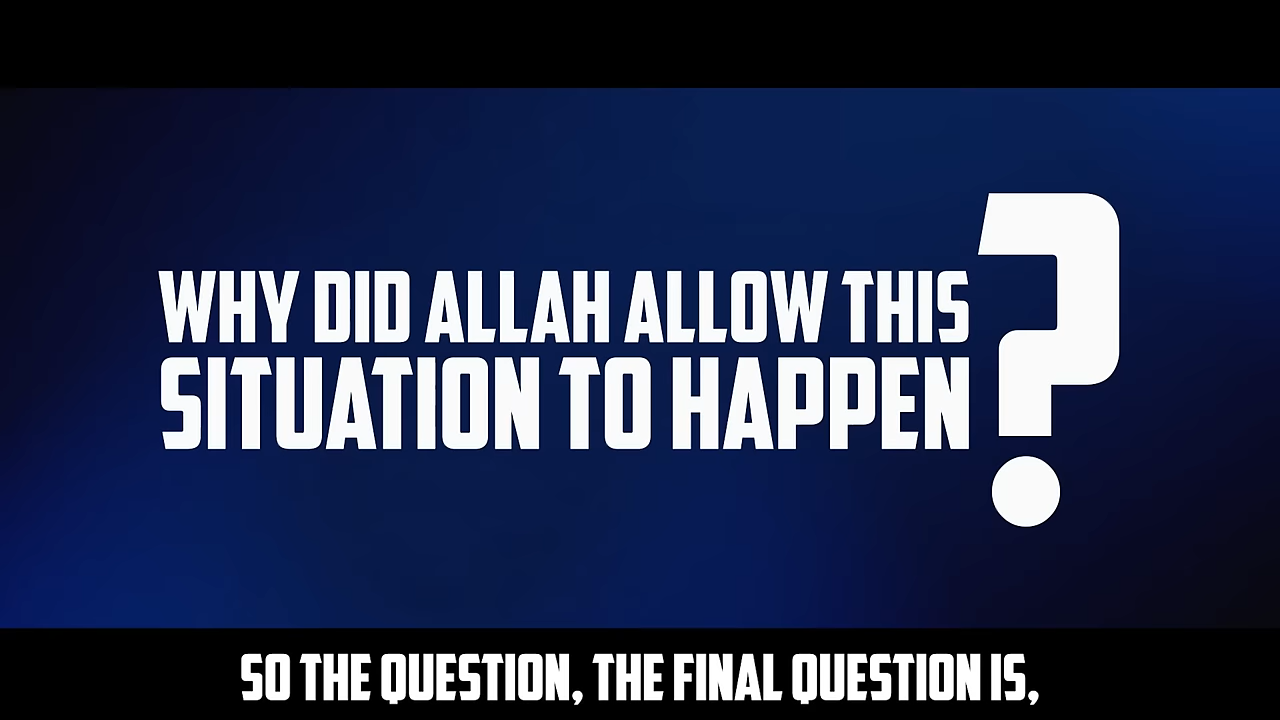 WHY DID ALLAH ALLOW THIS
SITUATION TO HAPPEN?
SO THE QUESTION, THE FINAL QUESTION IS,